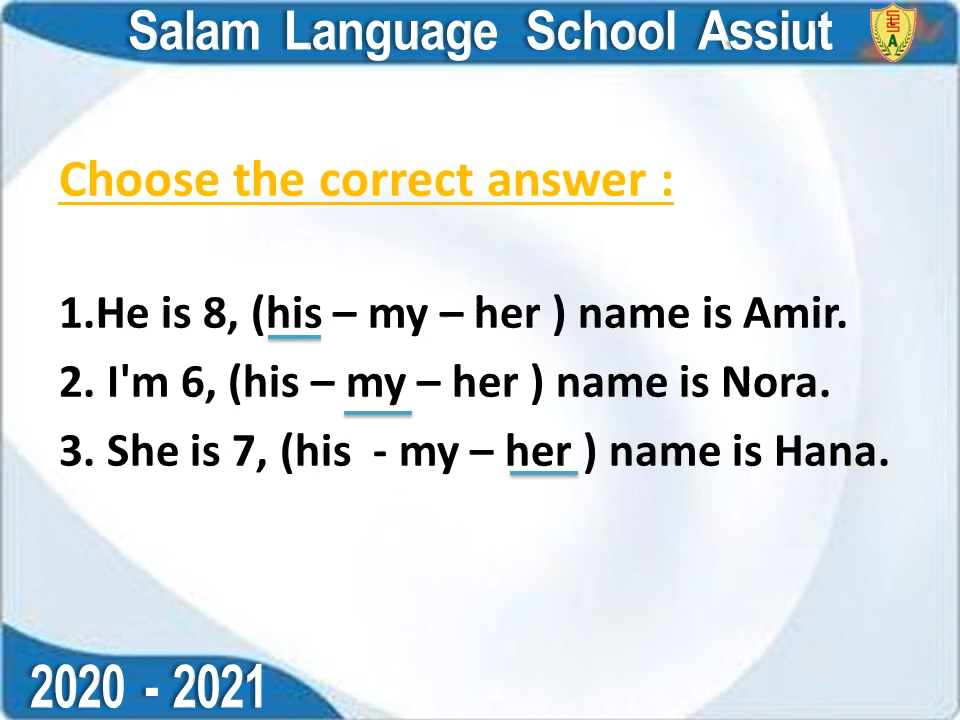 Salam Language School Assiut
Choose the correct answer :
1.He is 8, (his – my – her ) name is Amir.
2. I'm 6, (his – my – her ) name is Nora.
3. She is 7, (his - my – her ) name is Hana.
2020 - 2021